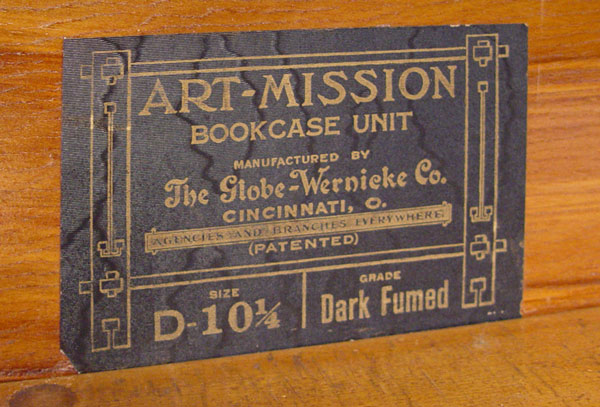 ART-MISSION
BOOKCASE UNIT
MANUFACTURED BY
The Globe-Wernicke Co.
CINCINNATI, O.
AGENCIES AND BRANCHES EVERYWHERE
(PATENTED)
SIZE
D-10¼
GRADE
Dark Fumed